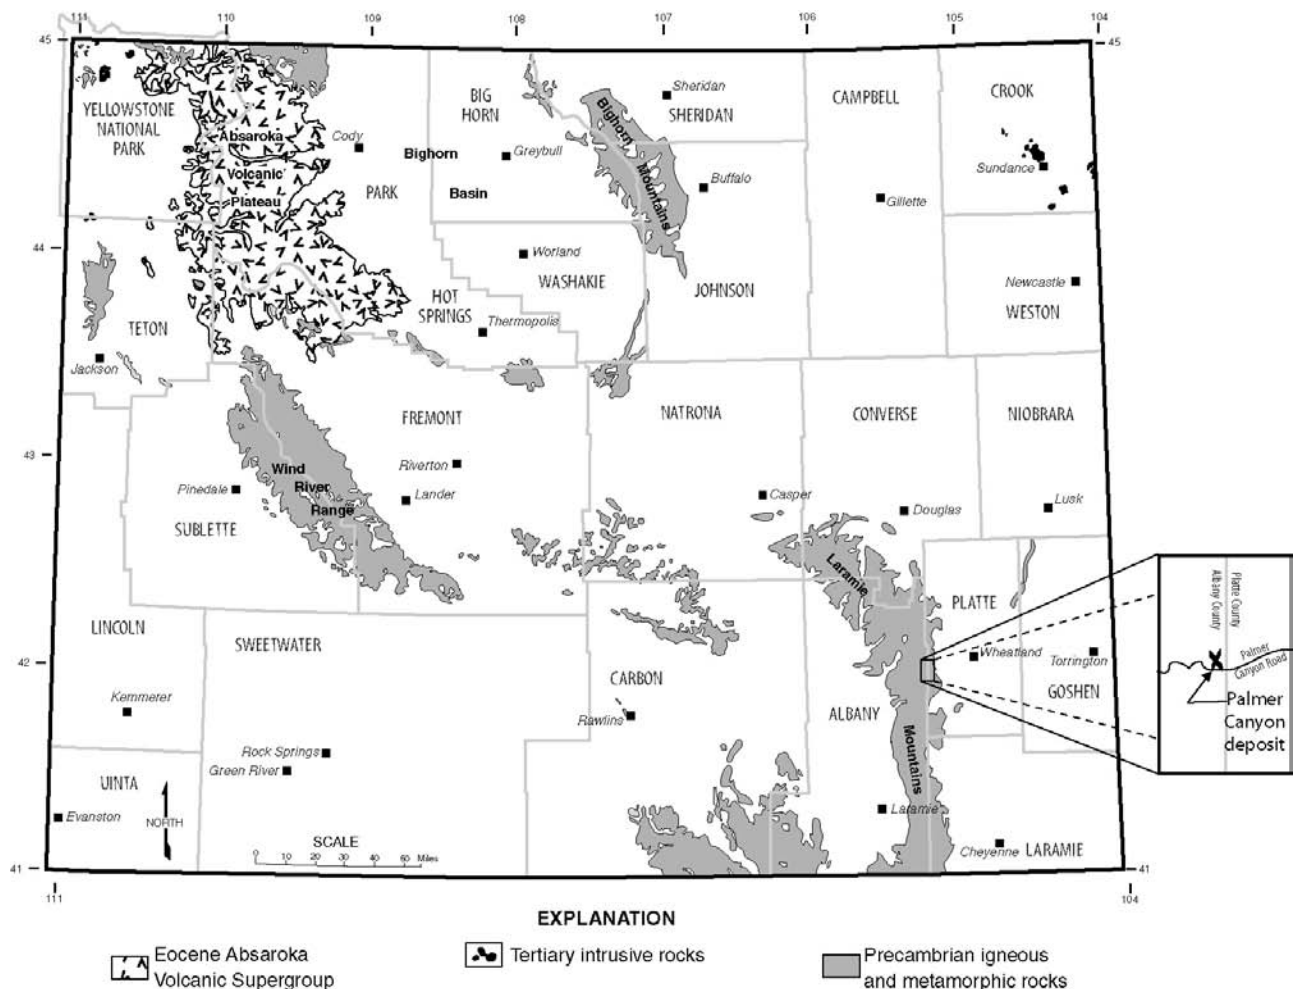 111
110
109
108
107
106
105
104
45
45
YELLOWSTONE
NATIONAL
PARK
Absaroka
Volcanic
Plateau
Cody
PARK
BIG
HORN
Bighorn
Basin
Greybull
Bighorn
Mountains
Sheridan
SHERIDAN
Buffalo
CAMPBELL
Gillette
CROOK
Sundance
44
TETON
Jackson
HOT
SPRINGS
Thermopolis
Worland
WASHAKIE
JOHNSON
Newcastle
WESTON
43
FREMONT
Wind
River
Range
Riverton
Lander
Pinedale
SUBLETTE
NATRONA
Casper
CONVERSE
Douglas
NIOBRARA
Lusk
42
LINCOLN
Kemmerer
SWEETWATER
Rock Springs
Green River
CARBON
Rawlins
Laramie
Mountains
ALBANY
PLATTE
Wheatland
Torrington
GOSHEN
Albany County
Platte County
Palmer
Canyon Road
Palmer
Canyon
deposit
UINTA
Evanston
NORTH
SCALE
0 10 20 30 40 60 Miles
Laramie
Cheyenne
LARAMIE
41
41
111
104
EXPLANATION
Eocene Absaroka
Volcanic Supergroup
Tertiary intrusive rocks
Precambrian igneous
and metamorphic rocks